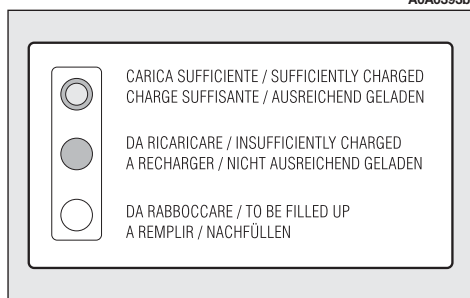 CARICA SUFFICIENTE / SUFFICIENTLY CHARGED
CHARGE SUFFISANTE / AUSREICHEND GELADEN
DA RICARICARE / INSUFFICIENTLY CHARGED
A RECHARGER / NICHT AUSREICHEND GELADEN
DA RABBOCCARE / TO BE FILLED UP
A REMPLIR / NACHFÜLLEN